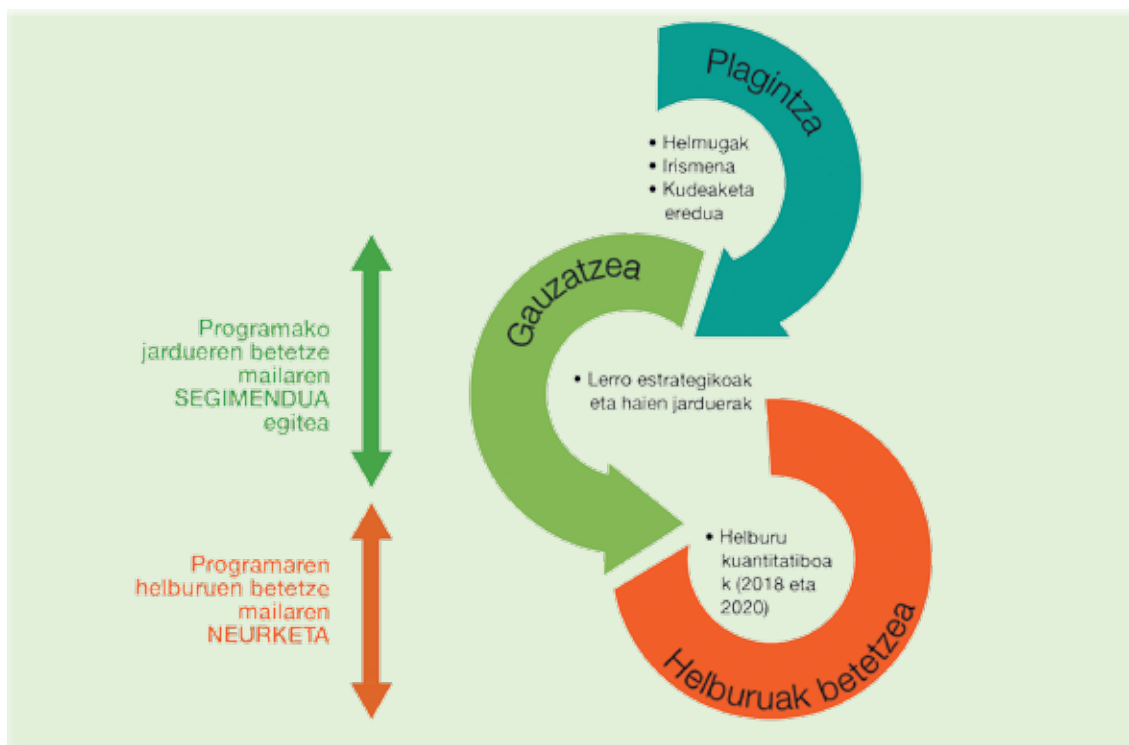 Plagintza
• Helmugak
• Irismena
• Kudeaketa
eredua
Gauzatzea
Programako
jardueren betetze
mailaren
SEGIMENDUA
egitea
• Lerro estrategikoak
eta haien jarduerak
Programaren
helburuen betetze
mailaren
NEURKETA
• Helburu
kuantitatiboa
k (2018 eta
2020)
Helburuak betetzea